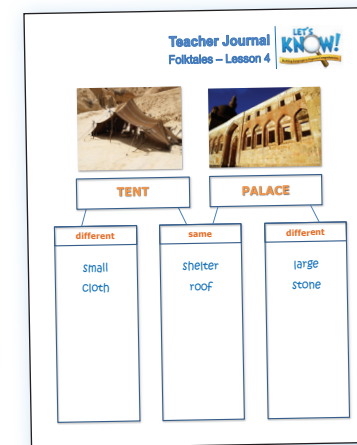 Teacher Journal
Folktales – Lesson 4
LET'S
KNOW!
TENT
PALACE
different
same
different
small
cloth
shelter
roof
large
stone